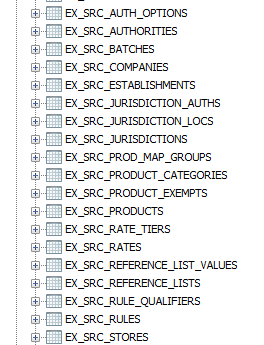 EX_SRC_AUTH_OPTIONS
EX_SRC_AUTHORITIES
EX_SRC_BATCHES
EX_SRC_COMPANIES
EX_SRC_ESTABLISHMENTS
EX_SRC_JURISDICTION_AUTHS
EX_SRC_JURISDICTION_LOCS
EX_SRC_JURISDICTIONS
EX_SRC_PROD_MAP_GROUPS
EX_SRC_PRODUCT_CATEGORIES
EX_SRC_PRODUCT_EXEMPTS
EX_SRC_PRODUCTS
EX_SRC_RATE_TIERS
EX_SRC_RATES
EX_SRC_REFERENCE_LIST_VALUES
EX_SRC_REFERENCE_LISTS
EX_SRC_RULE_QUALIFIERS
EX_SRC_RULES
EX_SRC_STORES